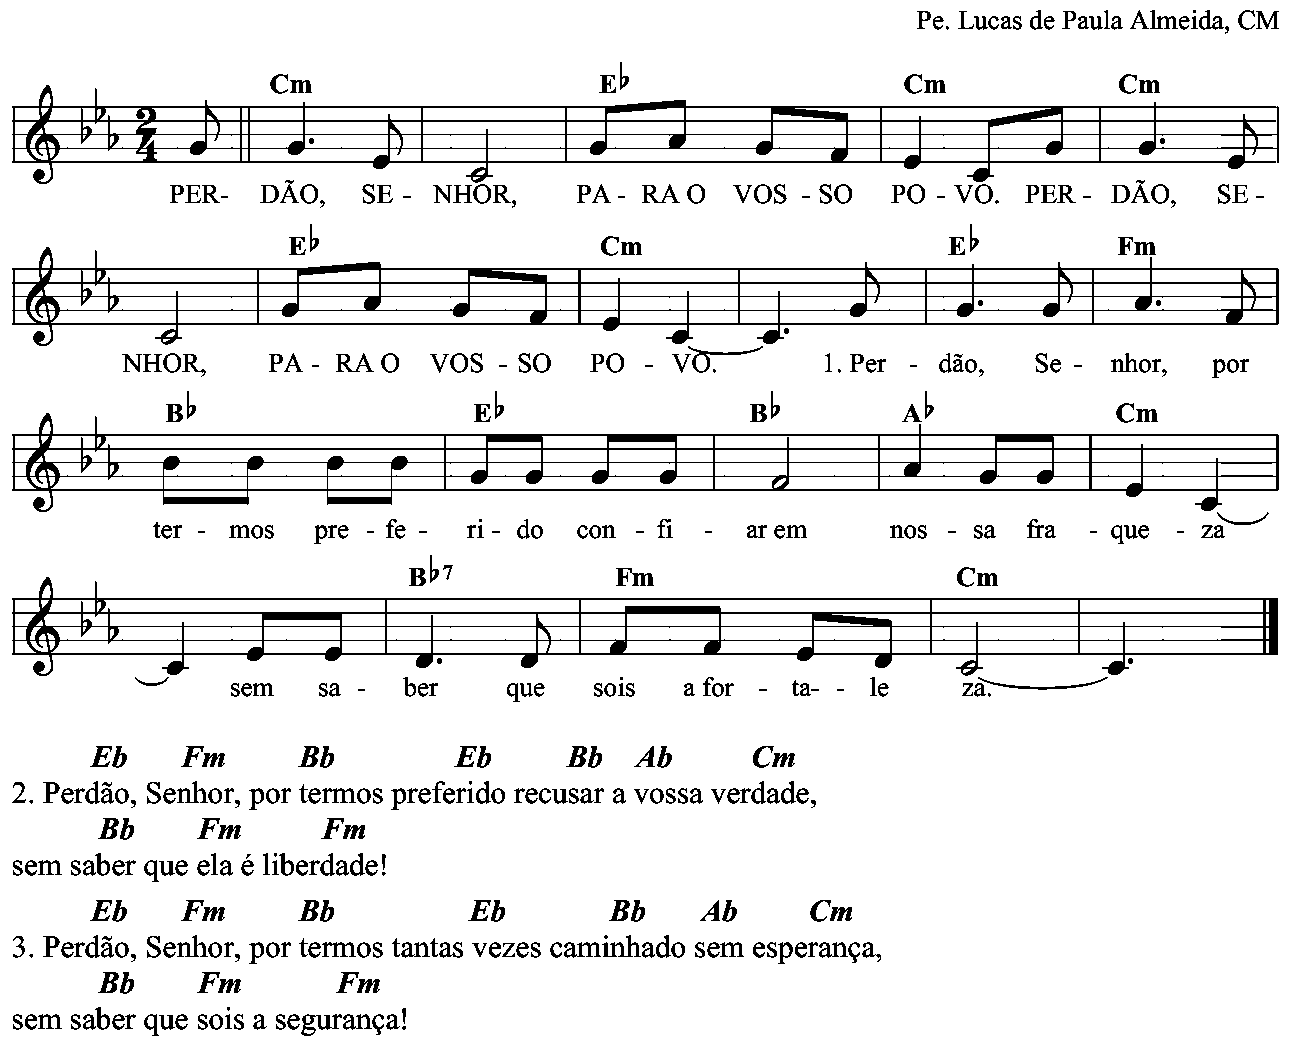 Pe. Lucas de Paula Almeida, CM
Cm E♭ Cm Cm
2
4
PER- DÃO, SE - NHOR, PA - RA O VOS - SO PO - VO. PER - DÃO, SE -
E♭ Cm E♭ Fm
NHOR, PA - RA O VOS - SO PO - VO. 1. Per - dão, Se - nhor, por
B♭ E♭ B♭ A♭ Cm
ter - mos pre - fe - ri - do con - fi - ar em nos - sa fra - que - za
B♭7 Fm Cm
sem sa - ber que sois a for - ta - - le za.
Eb Fm Bb Eb Bb Ab Cm
2. Perdão, Senhor, por termos preferido recusar a vossa verdade,
Bb Fm Fm
sem saber que ela é liberdade!
Eb Fm Bb Eb Bb Ab Cm
3. Perdão, Senhor, por termos tantas vezes caminhado sem esperança,
Bb Fm Fm
sem saber que sois a segurança!